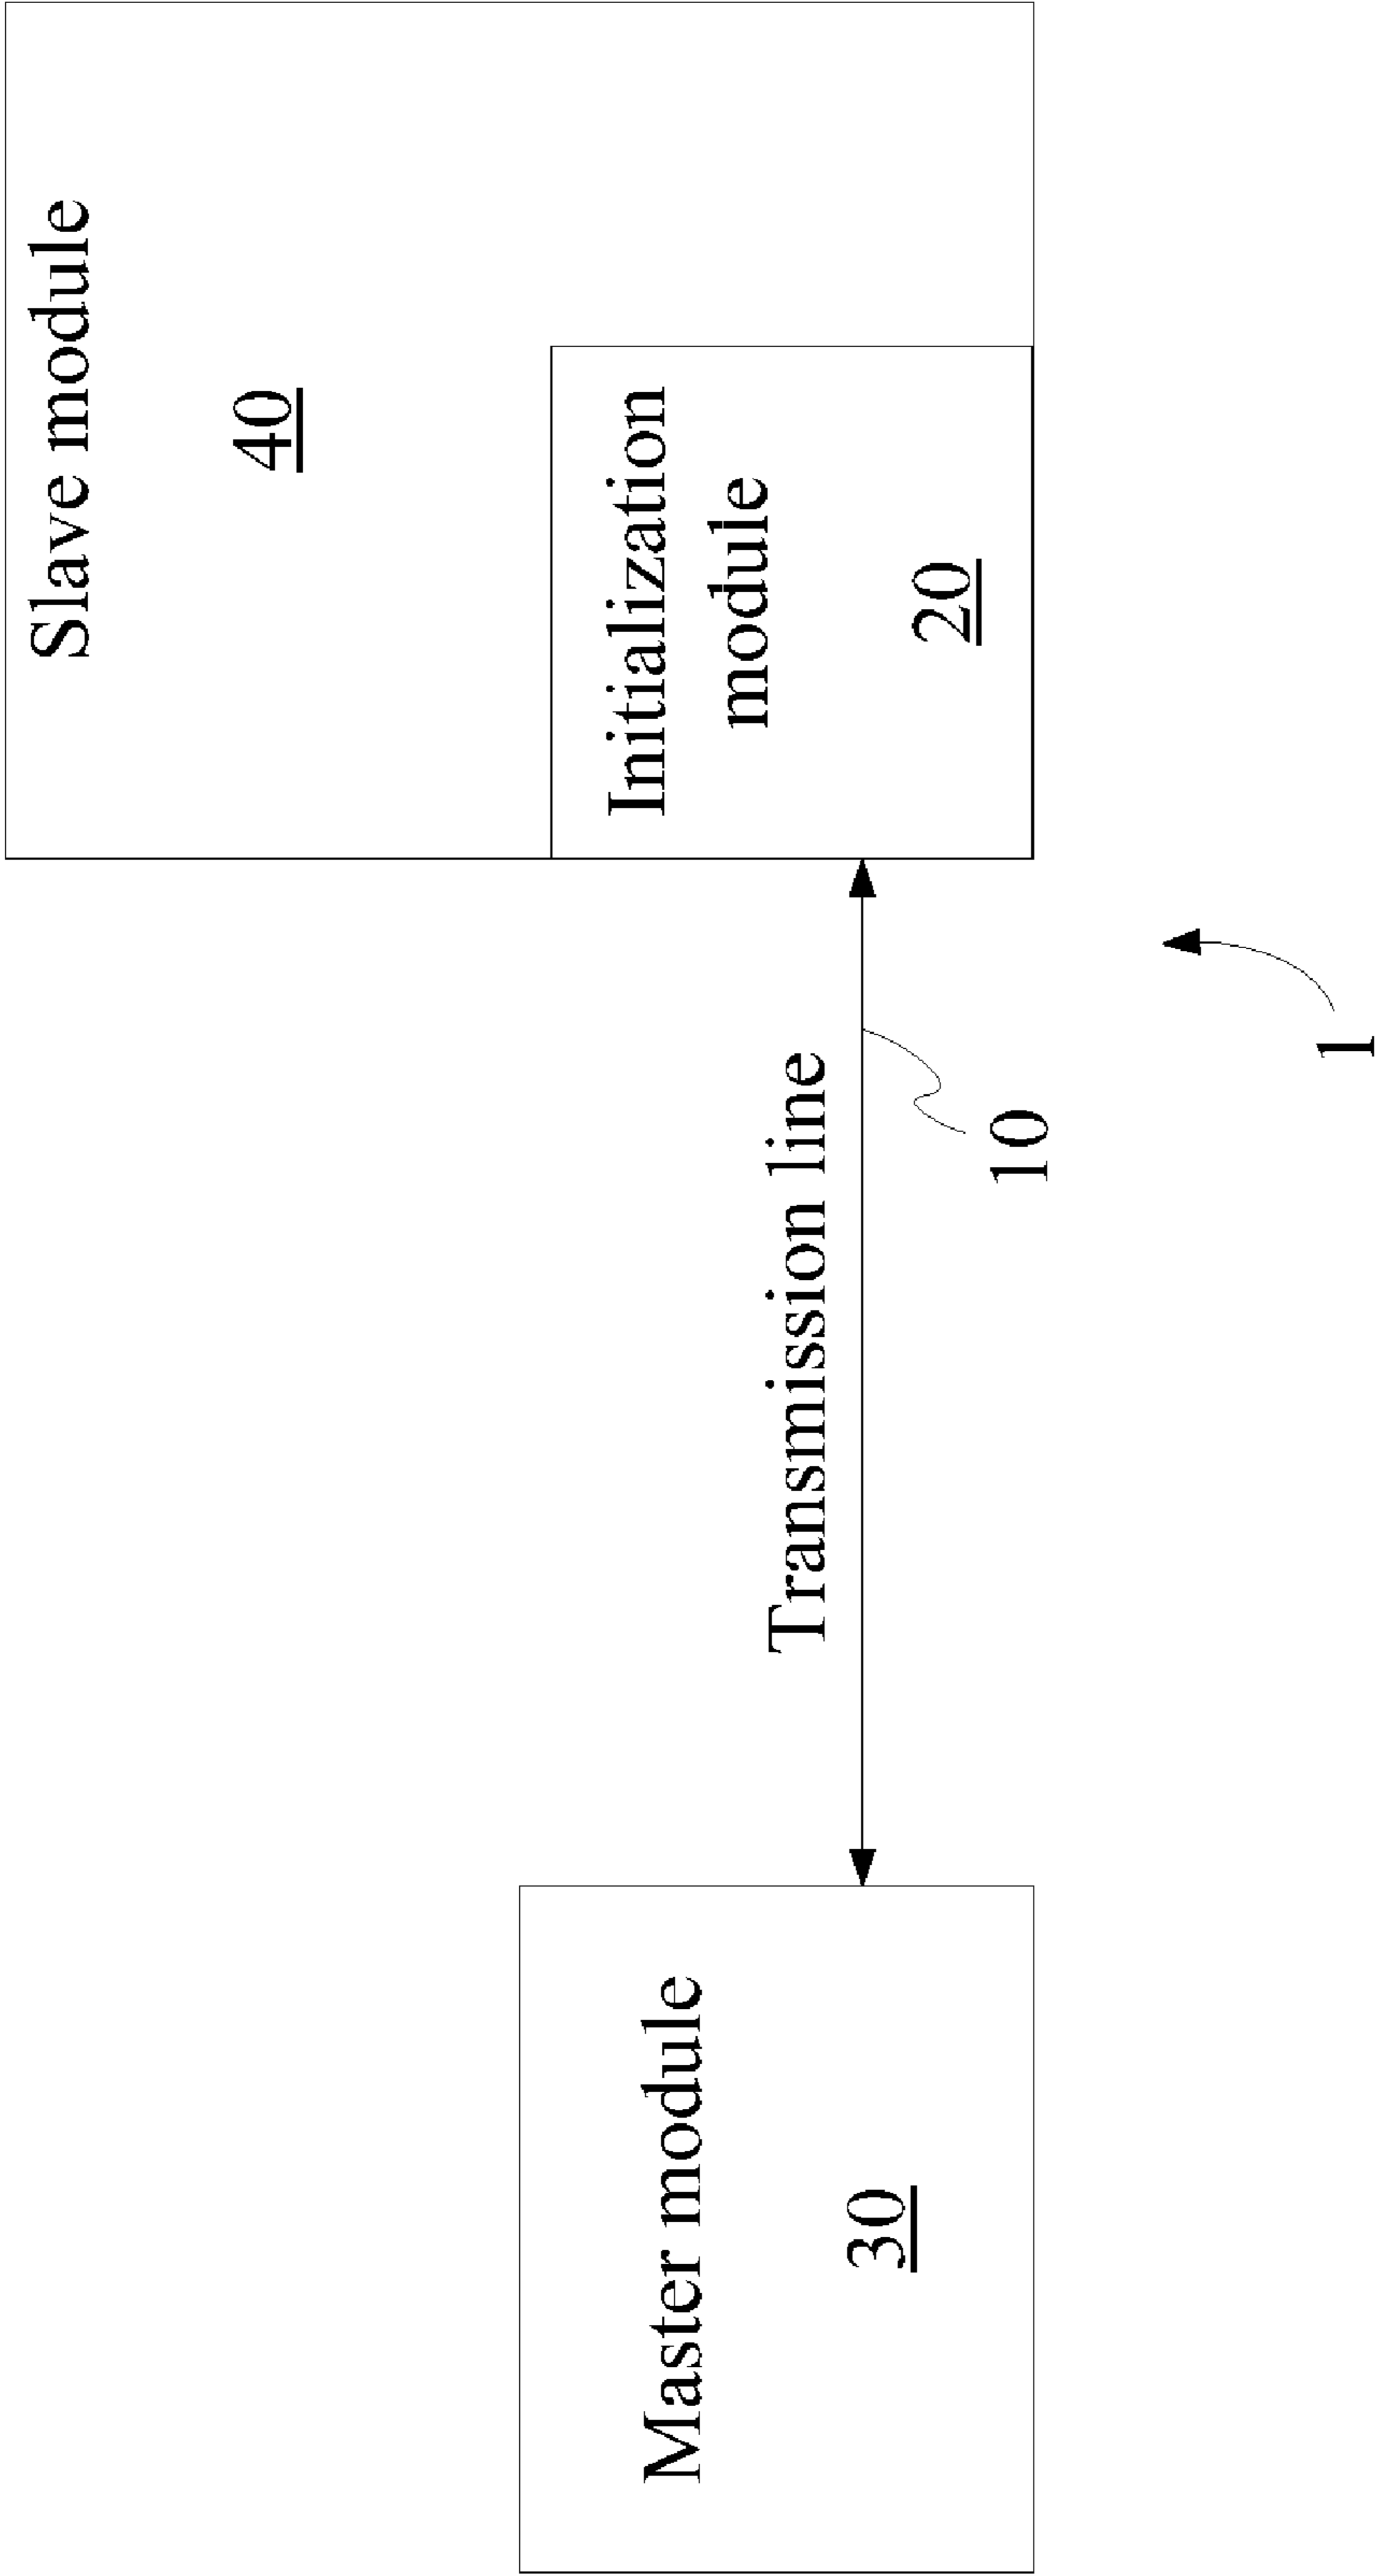 Slave module
40
Initialization
module
20
Transmission line
10
1
Master module
30